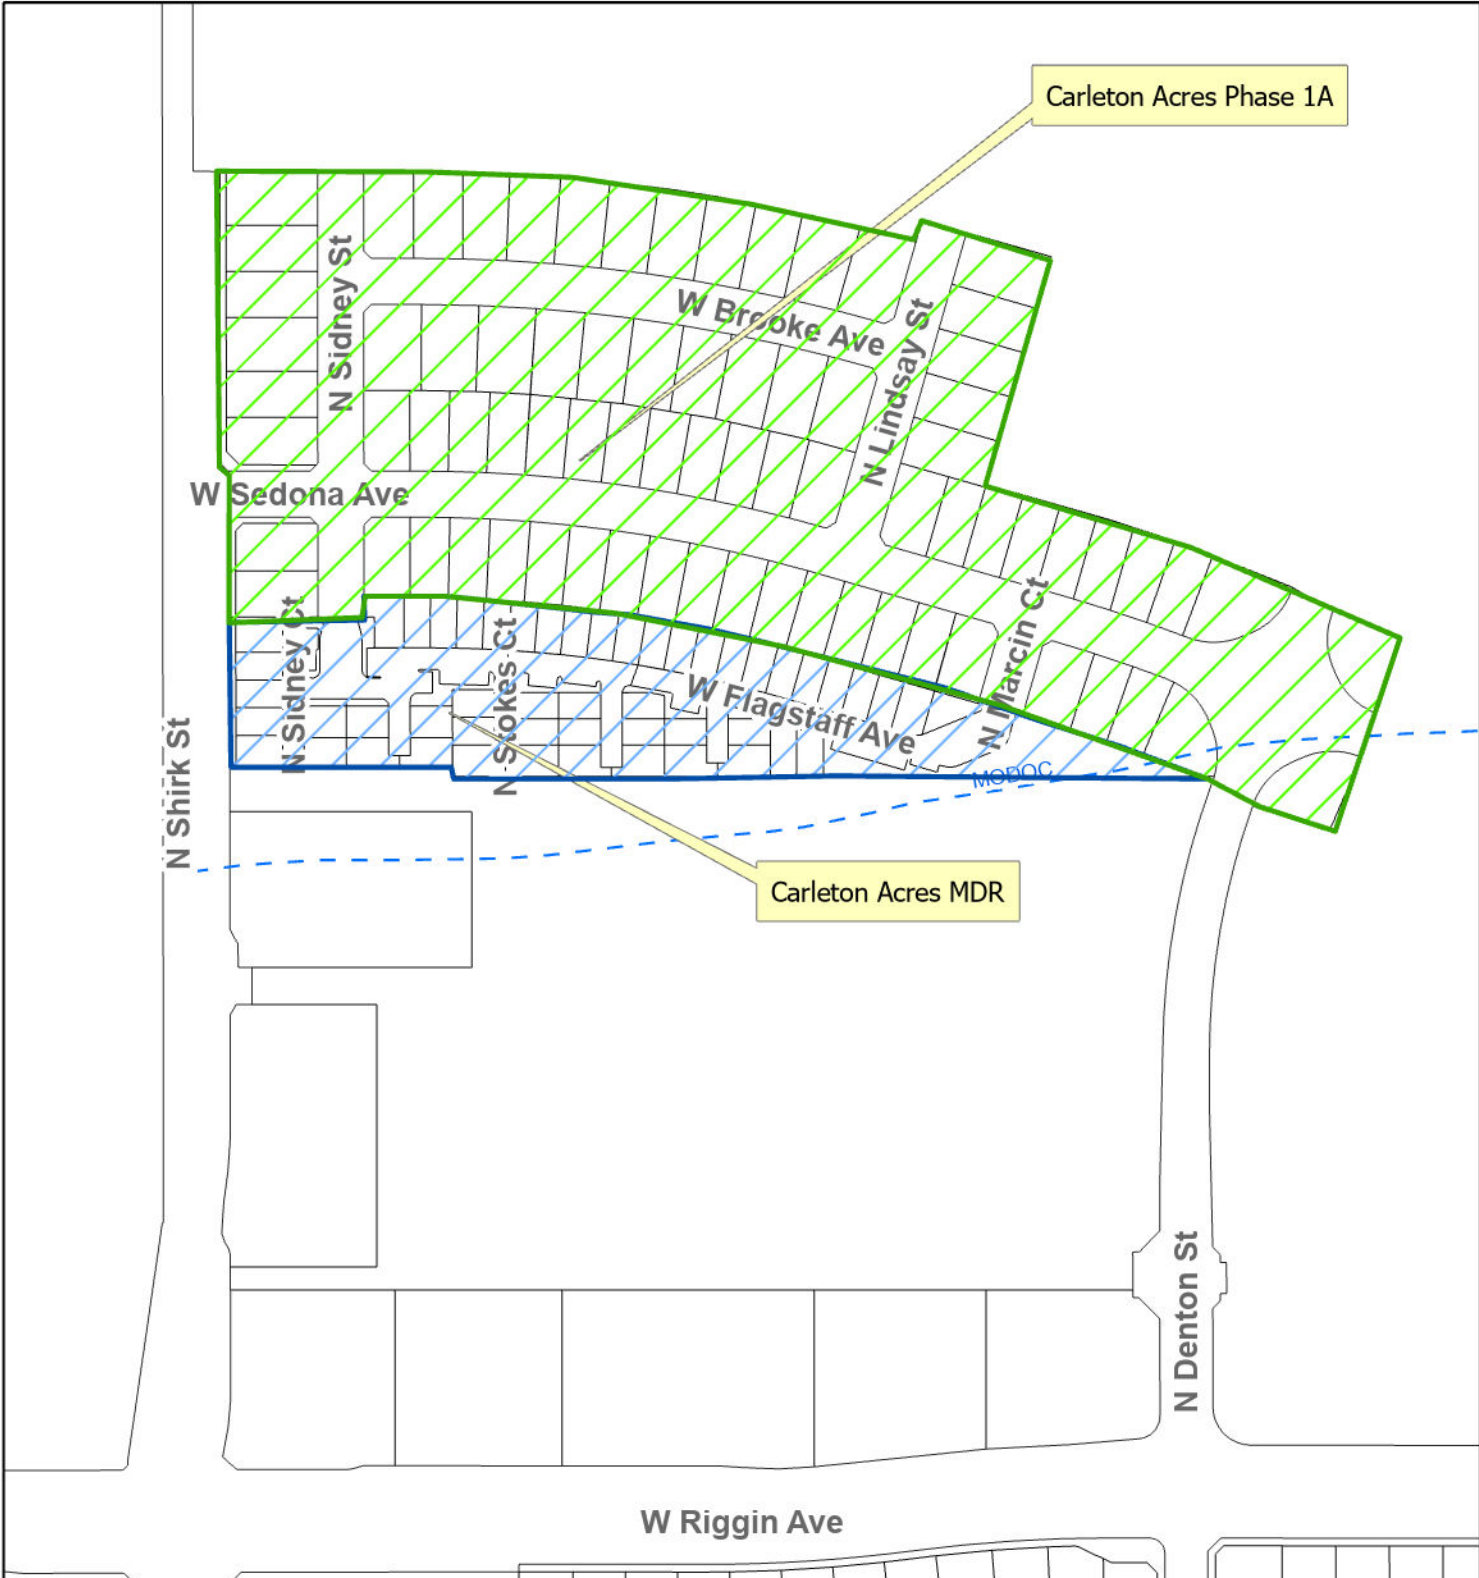 Carleton Acres Phase 1A
N Sidney St
W Brooke Ave
N Lindsay St
W Sedona Ave
N Sidney Ct
N Stokes Ct
N Marcin Ct
W Flagstaff Ave
MODOC
N Shirk St
Carleton Acres MDR
N Denton St
W Riggin Ave